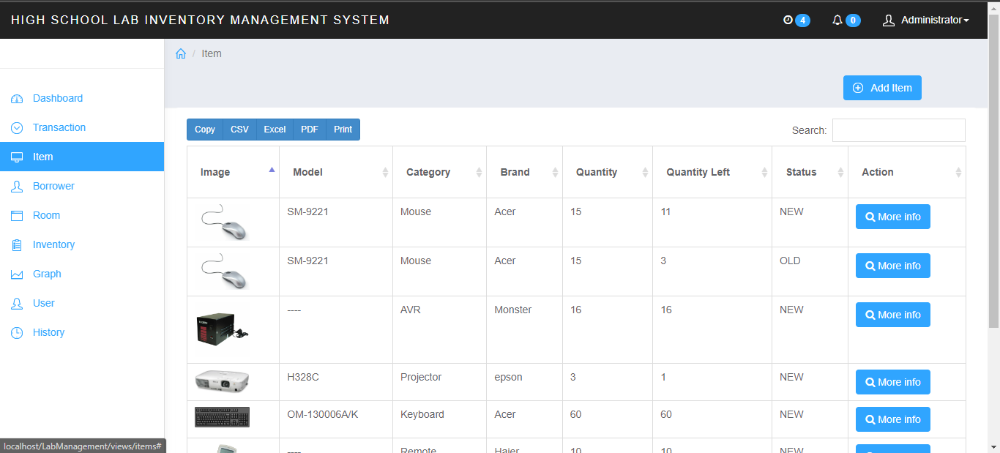 HIGH SCHOOL LAB INVENTORY MANAGEMENT SYSTEM 4 0 Administrator
/ Item
Add Item
Dashboard
Transaction
Item
Borrower
Room
Inventory
Graph
User
History
Copy CSV Excel PDF Print Search:
Image Model Category Brand Quantity Quantity Left Status Action
SM-9221 Mouse Acer 15 11 NEW More info
SM-9221 Mouse Acer 15 3 OLD More info
---- AVR Monster 16 16 NEW More info
H328C Projector epson 3 1 NEW More info
OM-130006A/K Keyboard Acer 60 60 NEW More info
---- Remote Haier 10 10 NEW
localhost/LabManagement/views/items#